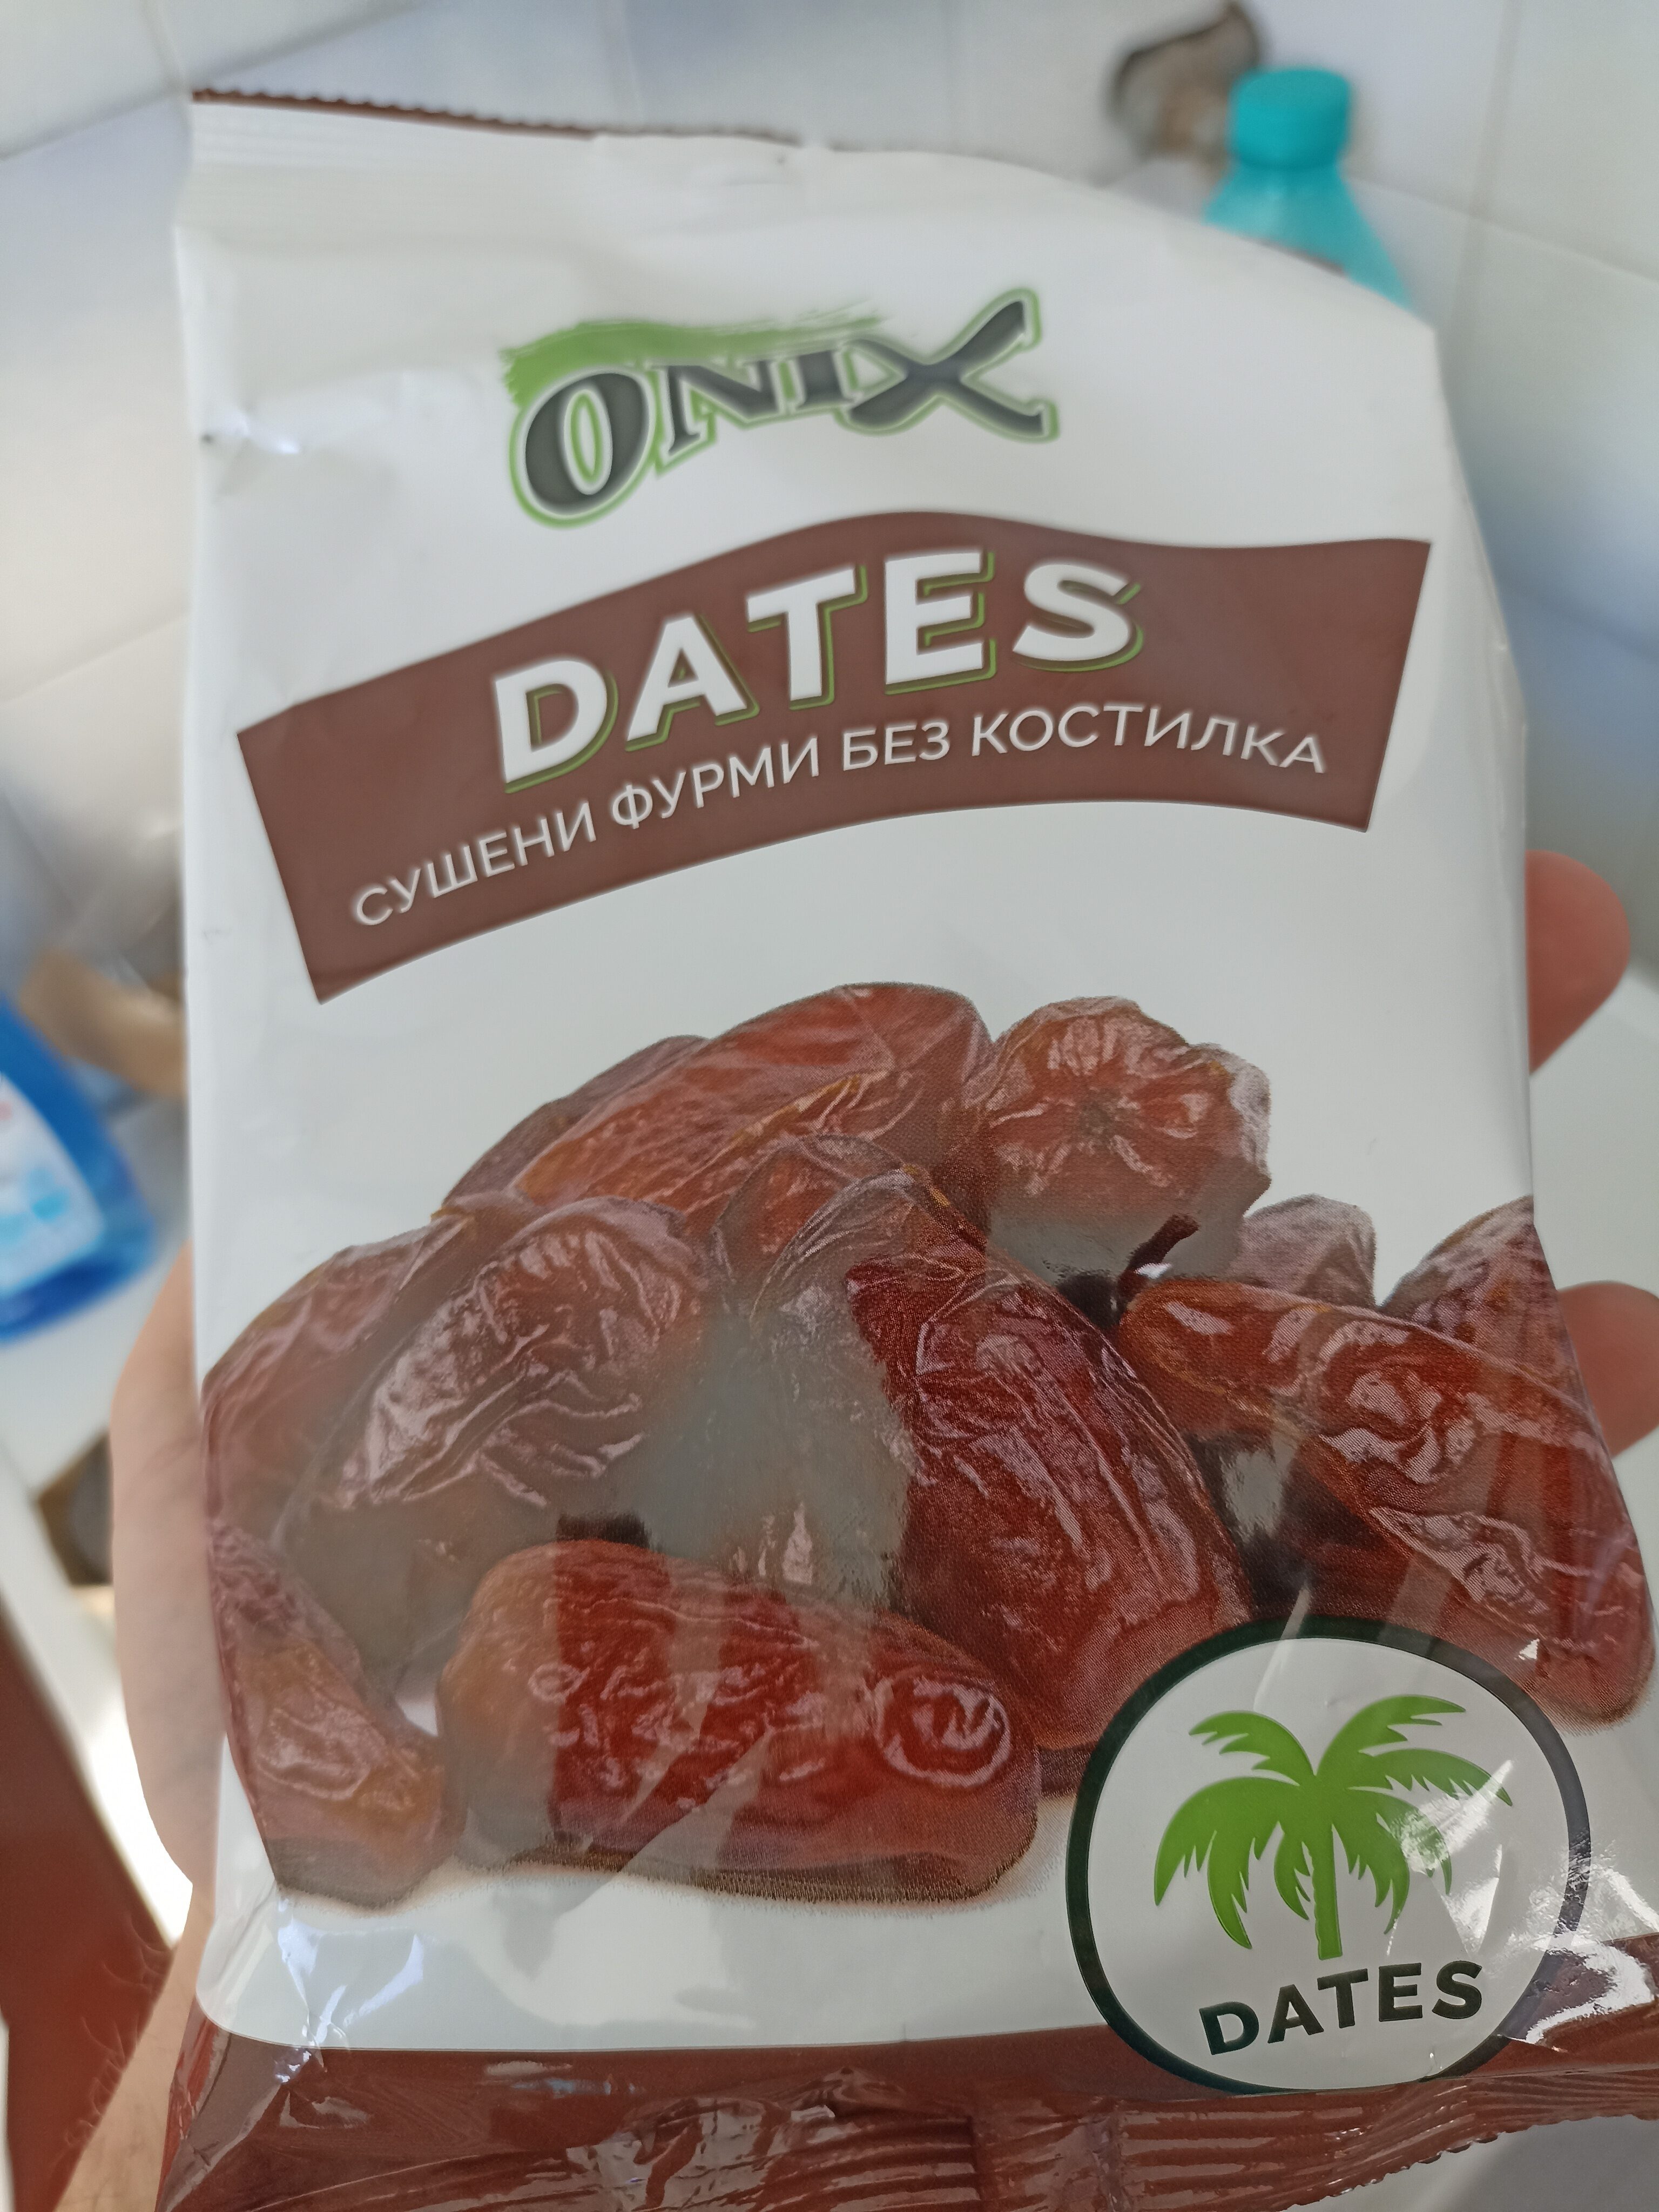 ONIX
DATES
СУШЕНИ ФУРМИ БЕЗ КОСТИЛКА
DATES